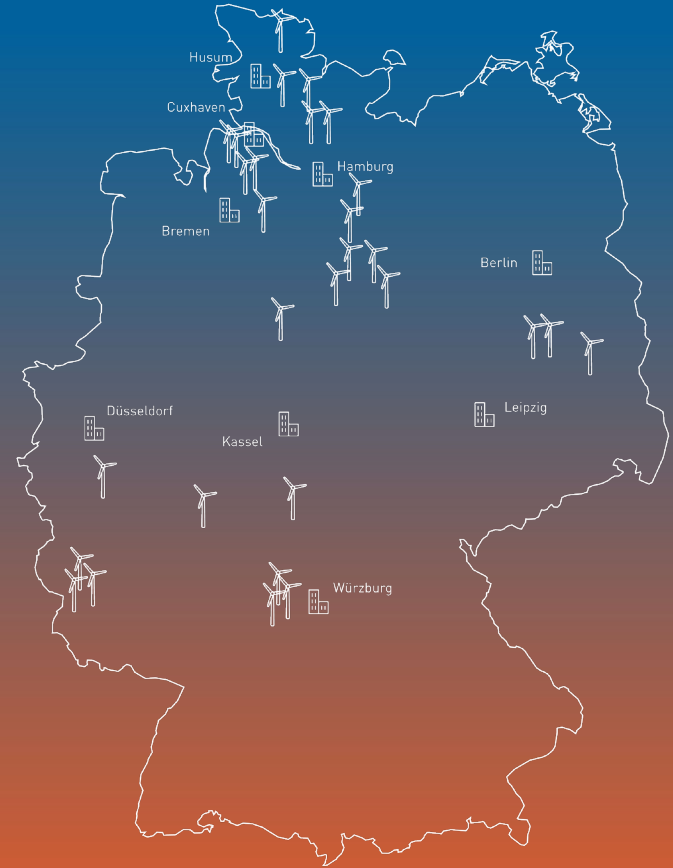 Husum
Cuxhaven
Hamburg
Bremen
Berlin
Düsseldorf
Leipzig
Kassel
Würzburg